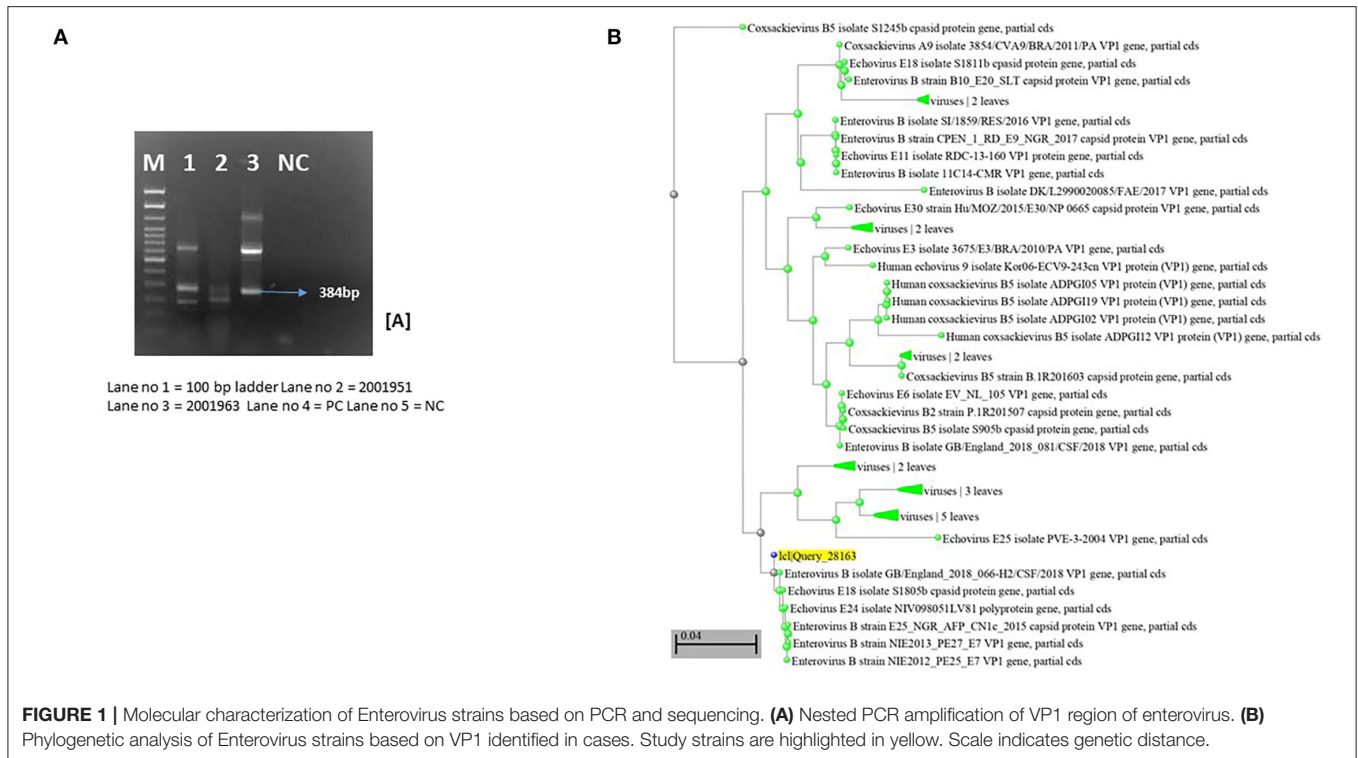 A
B
M 1 2 3 NC
384bp
[A]
Lane no 1 = 100 bp ladder Lane no 2 = 2001951
Lane no 3 = 2001963 Lane no 4 = PC Lane no 5 = NC
Coxsackievirus B5 isolate S1245b cpasid protein gene, partial cds
Coxsackievirus A9 isolate 3854/CVA9/BRA/2011/PA VP1 gene, partial cds
Echovirus E18 isolate S1811b cpasid protein gene, partial cds
Enterovirus B strain B10_E20_SLT capsid protein VP1 gene, partial cds
viruses | 2 leaves
Enterovirus B isolate SI/1859/RES/2016 VP1 gene, partial cds
Enterovirus B strain CPEN_1_RD_E9_NGR_2017 capsid protein VP1 gene, partial cds
Echovirus E11 isolate RDC-13-160 VP1 protein gene, partial cds
Enterovirus B isolate 11C14-CMR VP1 gene, partial cds
Enterovirus B isolate DK/L2990020085/FAE/2017 VP1 gene, partial cds
Echovirus E30 strain Hu/MOZ/2015/E30/NP 0665 capsid protein VP1 gene, partial cds
viruses | 2 leaves
Echovirus E3 isolate 3675/E3/BRA/2010/PA VP1 gene, partial cds
Human echovirus 9 isolate Kor06-ECV9-243cn VP1 protein (VP1) gene, partial cds
Human coxsackievirus B5 isolate ADPGI05 VP1 protein (VP1) gene, partial cds
Human coxsackievirus B5 isolate ADPGI19 VP1 protein (VP1) gene, partial cds
Human coxsackievirus B5 isolate ADPGI02 VP1 protein (VP1) gene, partial cds
Human coxsackievirus B5 isolate ADPGI12 VP1 protein (VP1) gene, partial cds
viruses | 2 leaves
Coxsackievirus B5 strain B.1R201603 capsid protein gene, partial cds
Echovirus E6 isolate EV_NL_105 VP1 gene, partial cds
Coxsackievirus B2 strain P.1R201507 capsid protein gene, partial cds
Coxsackievirus B5 isolate S905b cpasid protein gene, partial cds
Enterovirus B isolate GB/England_2018_081/CSF/2018 VP1 gene, partial cds
viruses | 2 leaves
viruses | 3 leaves
viruses | 5 leaves
Echovirus E25 isolate PVE-3-2004 VP1 gene, partial cds
lcl|Query_28163
Enterovirus B isolate GB/England_2018_066-H2/CSF/2018 VP1 gene, partial cds
Echovirus E18 isolate S1805b cpasid protein gene, partial cds
Echovirus E24 isolate NIV098051LV81 polyprotein gene, partial cds
Enterovirus B strain E25_NGR_AFP_CN1c_2015 capsid protein VP1 gene, partial cds
Enterovirus B strain NIE2013_PE27_E7 VP1 gene, partial cds
Enterovirus B strain NIE2012_PE25_E7 VP1 gene, partial cds
0.04
FIGURE 1 | Molecular characterization of Enterovirus strains based on PCR and sequencing. (A) Nested PCR amplification of VP1 region of enterovirus. (B)
Phylogenetic analysis of Enterovirus strains based on VP1 identified in cases. Study strains are highlighted in yellow. Scale indicates genetic distance.